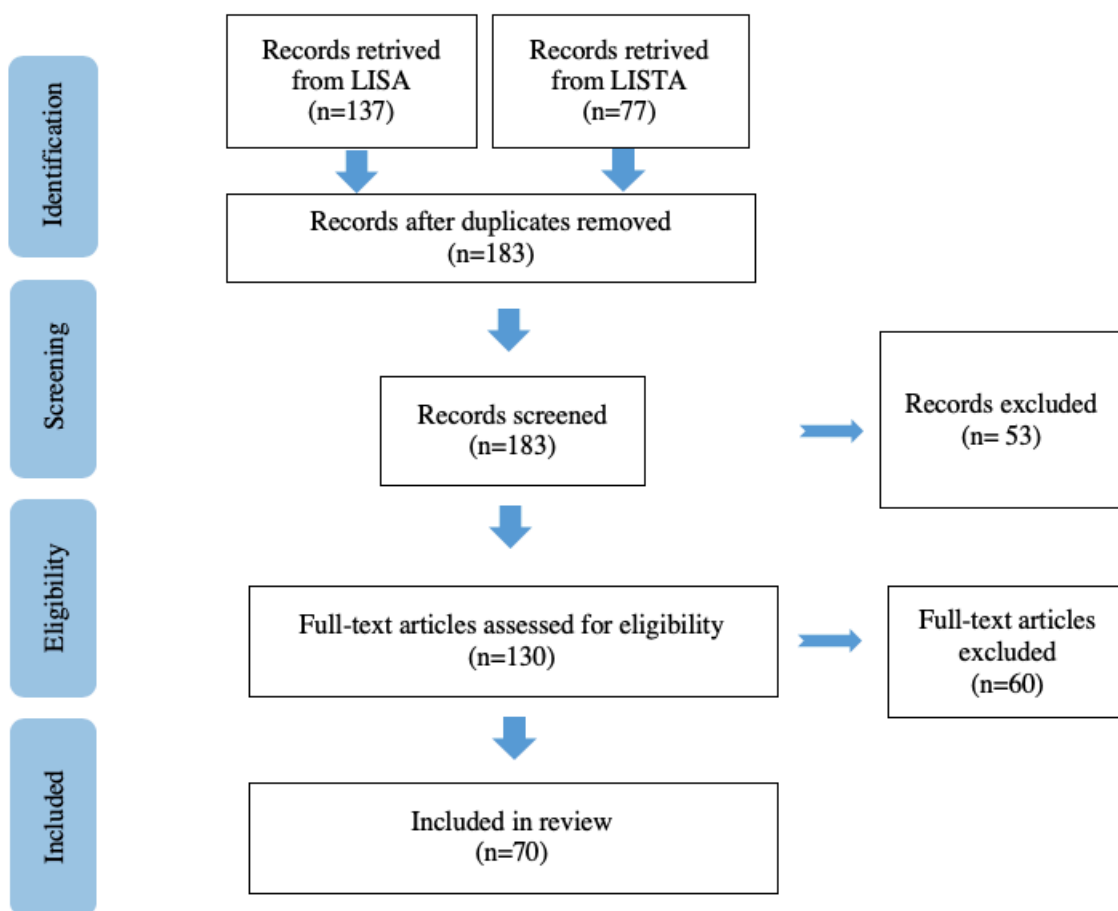 Identification
Records retrived
from LISA
(n=137)
Records retrived
from LISTA
(n=77)
Records after duplicates removed
(n=183)
Screening
Records screened
(n=183)
Records excluded
(n= 53)
Eligibility
Full-text articles assessed for eligibility
(n=130)
Full-text articles
excluded
(n=60)
Included
Included in review
(n=70)